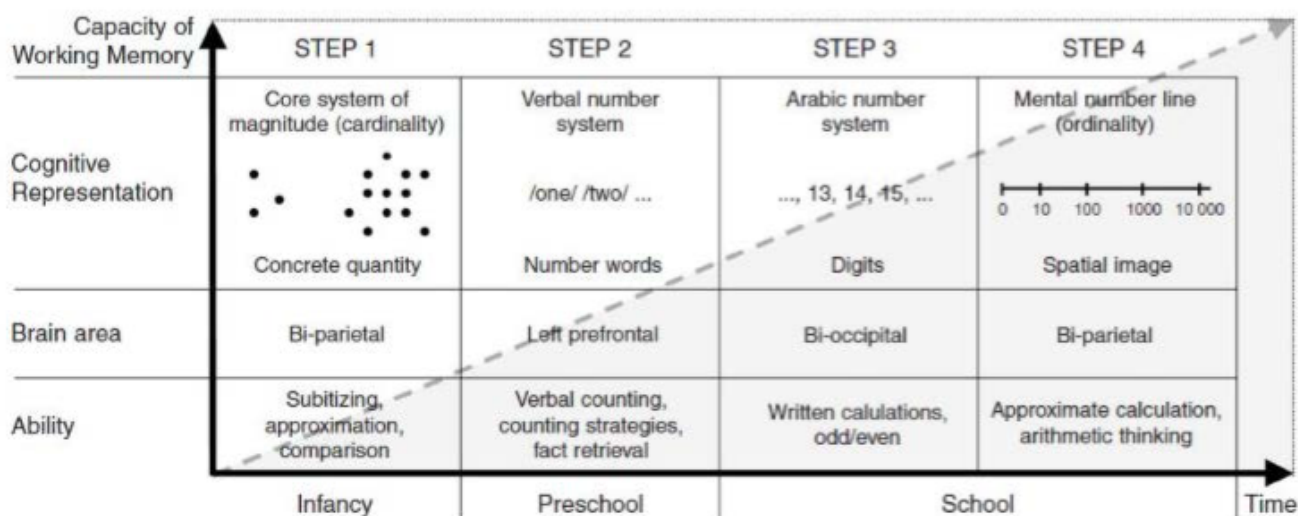 Capacity of
Working Memory
STEP 1
STEP 2
STEP 3
STEP 4
Cognitive
Representation
Core system of
magnitude (cardinality)
Concrete quantity
Verbal number
system
/one/ /two/ ...
Number words
Arabic number
system
..., 13, 14, 15, ...
Digits
Mental number line
(ordinality)
0 10 100 1000 10 000
Spatial image
Brain area
Bi-parietal
Left prefrontal
Bi-occipital
Bi-parietal
Ability
Subitizing,
approximation,
comparison
Verbal counting,
counting strategies,
fact retrieval
Written calulations,
odd/even
Approximate calculation,
arithmetic thinking
Infancy
Preschool
School
Time